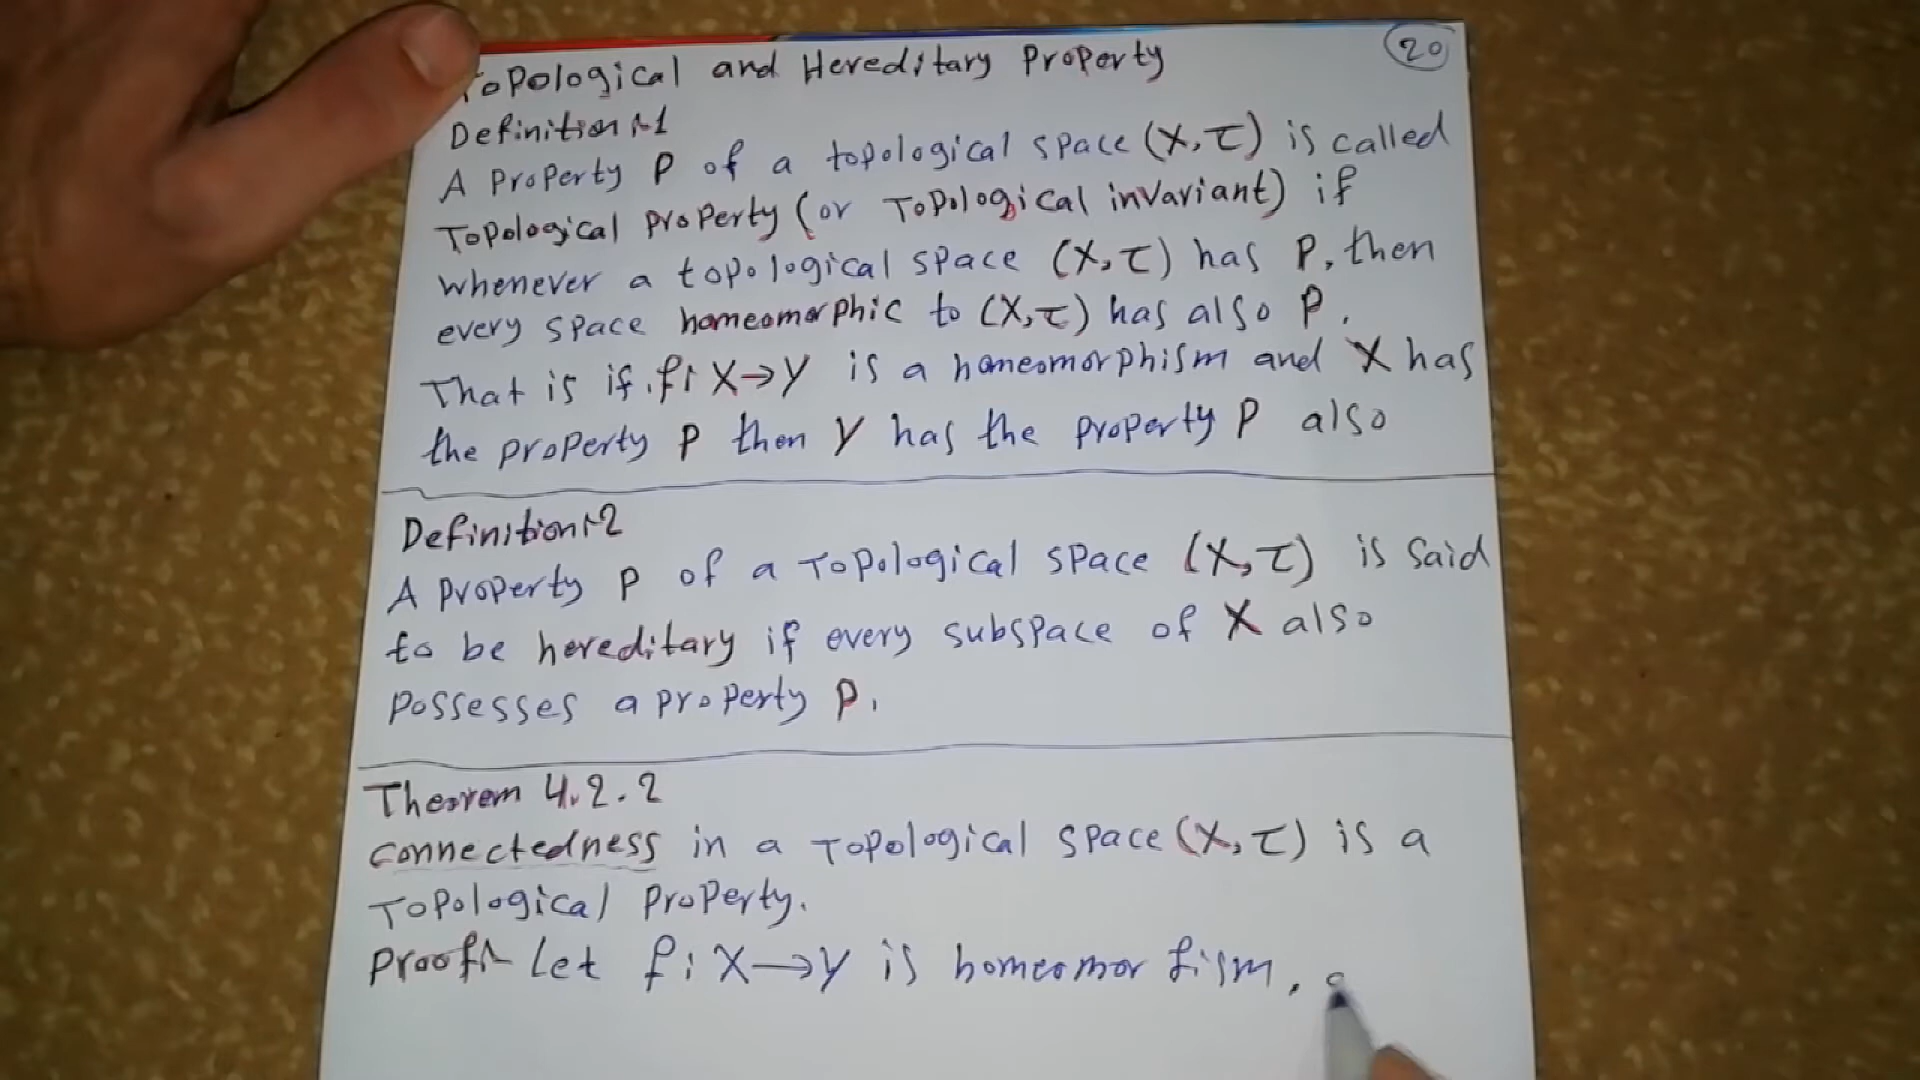 Topological and Hereditary Property
20
Definition:-1
A property P of a topological space (X,τ) is called
Topological property (or Topological invariant) if
whenever a topological space (X,τ) has P, then
every space homeomorphic to (X,τ) has also P.
That is if f: X→Y is a homeomorphism and X has
the property P then Y has the property P also
Definition:-2
A property P of a Topological space (X,τ) is said
to be hereditary if every subspace of X also
possesses a property P.
Theorem 4.2.2
connectedness in a Topological space (X,τ) is a
Topological property.
proof:- Let f: X→Y is homeomorfism,